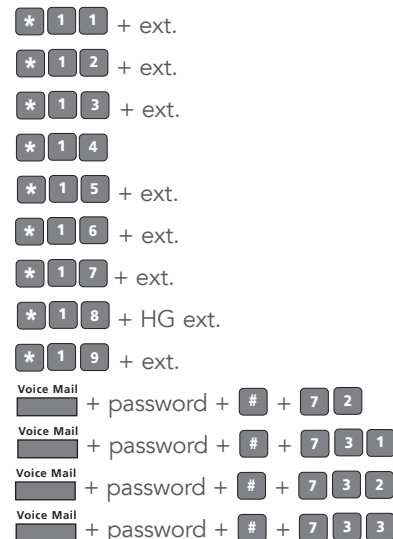 * 1 1 + ext.
* 1 2 + ext.
* 1 3 + ext.
* 1 4
* 1 5 + ext.
* 1 6 + ext.
* 1 7 + ext.
* 1 8 + HG ext.
* 1 9 + ext.
Voice Mail
+ password + # + 7 2
Voice Mail
+ password + # + 7 3 1
Voice Mail
+ password + # + 7 3 2
Voice Mail
+ password + # + 7 3 3